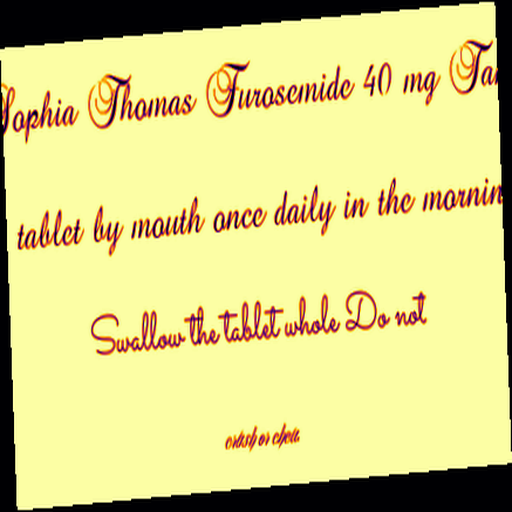 Sophia Thomas Furosemide 40 mg Ta
tablet by mouth once daily in the mornin
Swallow the tablet whole Do not
crush or chew